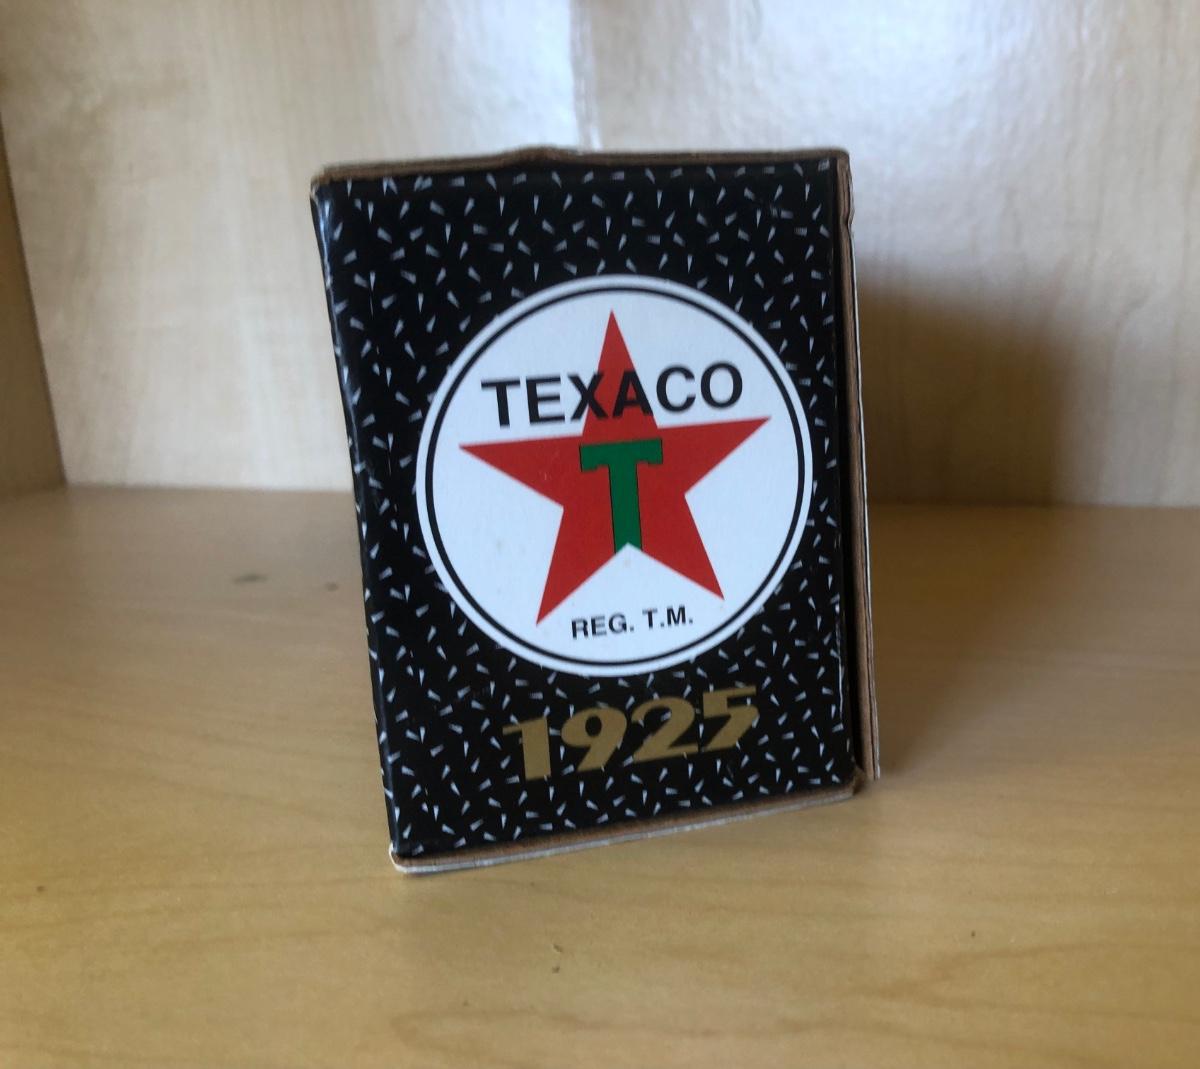 TEXACO
T
REG. T.M.
1925